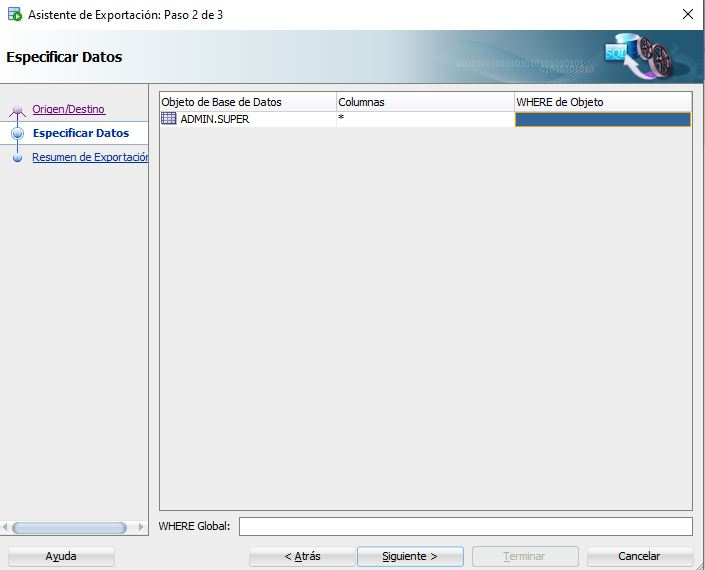 Asistente de Exportación: Paso 2 de 3
Especificar Datos
SQL
Origen/Destino
Especificar Datos
Resumen de Exportación
Objeto de Base de Datos Columnas WHERE de Objeto
ADMIN.SUPER *
WHERE Global:
Ayuda < Atrás Siguiente > Terminar Cancelar